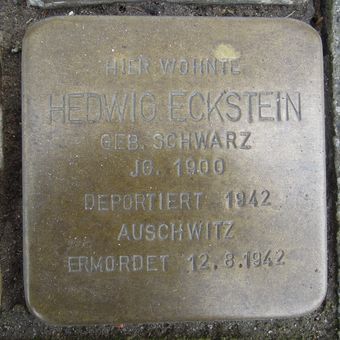 HIER WOHNTE
HEDWIG ECKSTEIN
GEB. SCHWARZ
JG. 1900
DEPORTIERT 1942
AUSCHWITZ
ERMORDET 12.8.1942